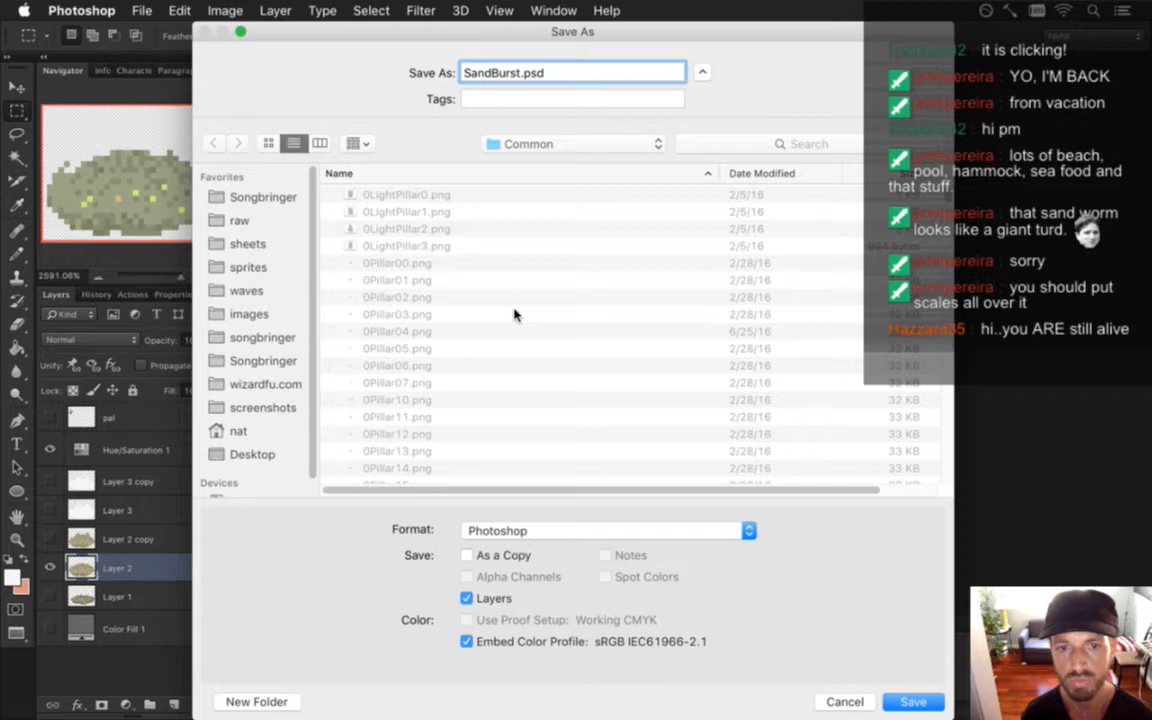 Photoshop File Edit Image Layer Type Select Filter 3D View Window Help
Feather
Save As
Navigator Info Characte Paragra
Save As: SandBurst.psd
Tags:
Common
Search
Favorites
Songbringer
raw
sheets
sprites
waves
images
songbringer
Songbringer
wizardfu.com
screenshots
nat
Desktop
Devices
Name Date Modified
0LightPillar0.png 2/5/16
0LightPillar1.png 2/5/16
0LightPillar2.png 2/5/16
0LightPillar3.png 2/5/16
0Pillar00.png 2/28/16
0Pillar01.png 2/28/16
0Pillar02.png 2/28/16
0Pillar03.png 2/28/16
0Pillar04.png 6/25/16
0Pillar05.png 2/28/16
0Pillar06.png 2/28/16
0Pillar07.png 2/28/16
0Pillar10.png 2/28/16 32 KB
0Pillar11.png 2/28/16 32 KB
0Pillar12.png 2/28/16 33 KB
0Pillar13.png 2/28/16 33 KB
0Pillar14.png 2/28/16 33 KB
2591.06%
Layers History Actions Properties
Kind
Normal Opacity:
Unify: Propagate
Lock: Fill:
pal
Hue/Saturation 1
Layer 3 copy
Layer 3
Layer 2 copy
Layer 2
Layer 1
Color Fill 1
Format: Photoshop
Save: As a Copy Notes
Alpha Channels Spot Colors
Layers
Color: Use Proof Setup: Working CMYK
Embed Color Profile: sRGB IEC61966-2.1
New Folder Cancel Save
it is clicking!
YO, I'M BACK
from vacation
hi pm
lots of beach,
pool, hammock, sea food and
that stuff.
that sand worm
looks like a giant turd.
sorry
you should put
scales all over it
Hazzard35 : hi..you ARE still alive